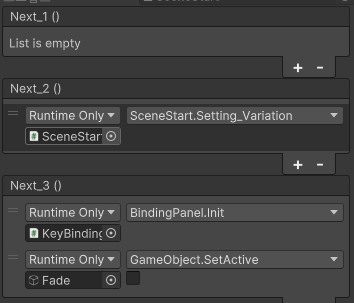 Next_1 ()
List is empty
+ -
Next_2 ()
Runtime Only SceneStart.Setting_Variation
SceneStar
+ -
Next_3 ()
Runtime Only BindingPanel.Init
KeyBinding
Runtime Only GameObject.SetActive
Fade